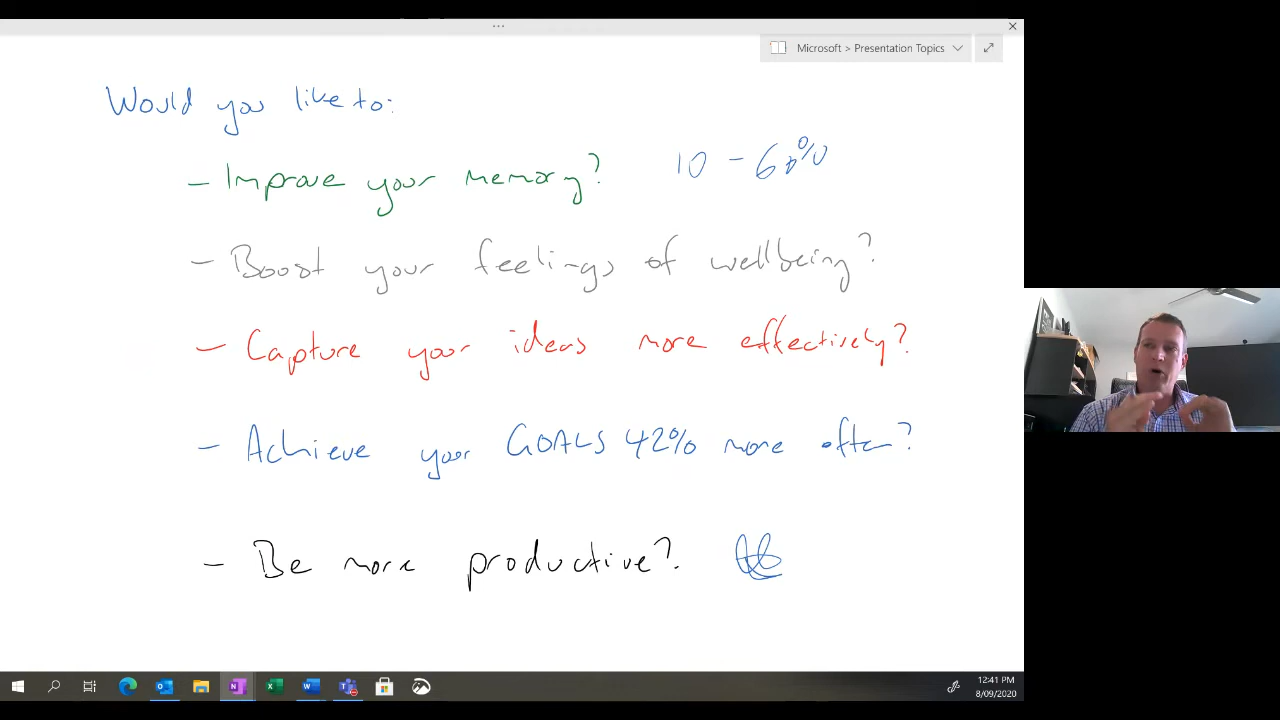 Microsoft > Presentation Topics
Would you like to:
- Improve your memory? 10 - 60%
- Boost your feelings of wellbeing?
- Capture your ideas more effectively?
- Achieve your GOALS 42% more often?
- Be more productive?
12:41 PM
8/09/2020